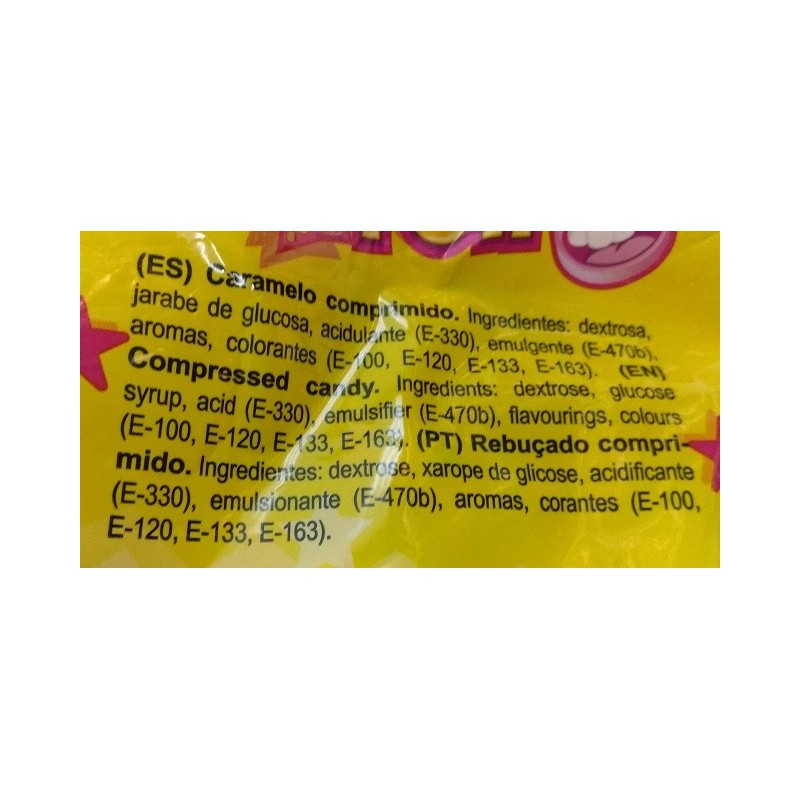 (ES) Caramelo comprimido. Ingredientes: dextrosa,
jarabe de glucosa, acidulante (E-330), emulgente (E-470b),
aromas, colorantes (E-100, E-120, E-133, E-163). (EN)
Compressed candy. Ingredients: dextrose, glucose
syrup, acid (E-330), emulsifier (E-470b), flavourings, colours
(E-100, E-120, E-133, E-163). (PT) Rebuçado compri-
mido. Ingredientes: dextrose, xarope de glicose, acidificante
(E-330), emulsionante (E-470b), aromas, corantes (E-100,
E-120, E-133, E-163).